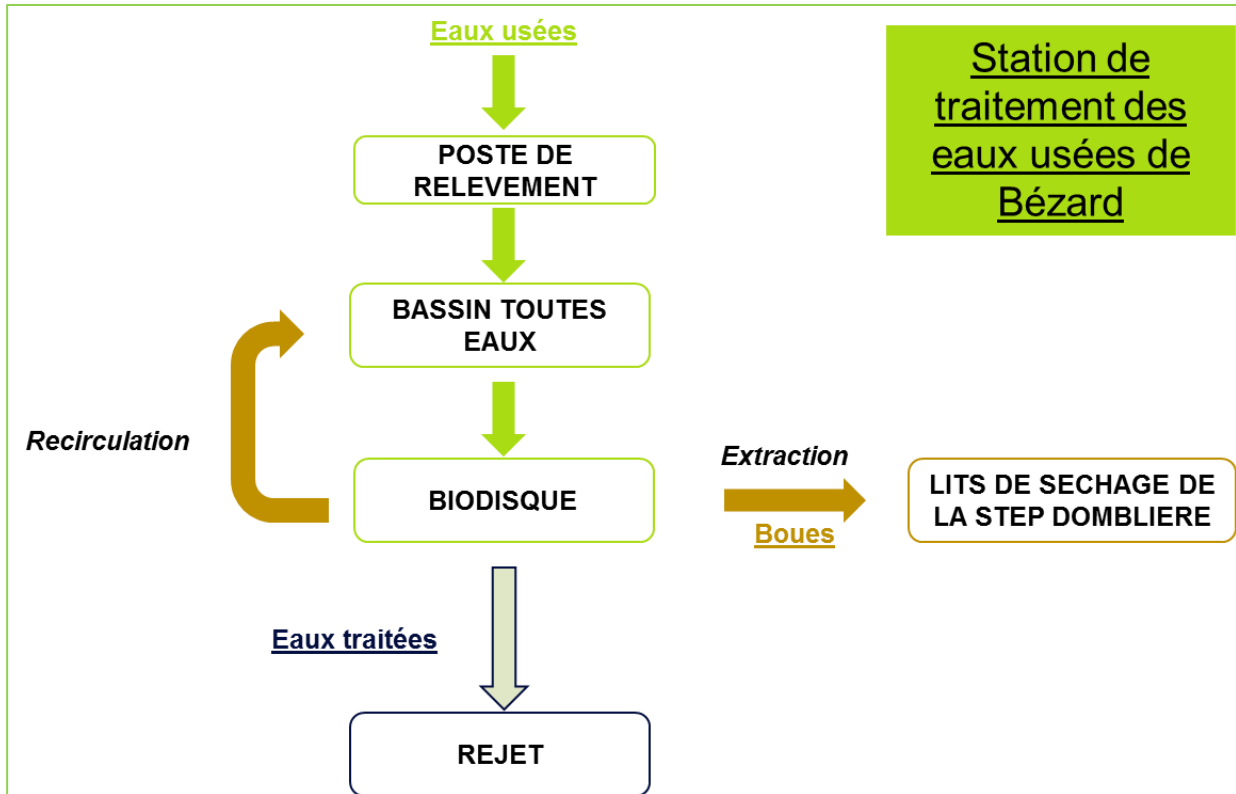 Eaux usées
Station de
traitement des
eaux usées de
Bézard
POSTE DE
RELEVEMENT
BASSIN TOUTES
EAUX
Recirculation
BIODISQUE
Extraction
Boues
LITS DE SECHAGE DE
LA STEP DOMBLIERE
Eaux traitées
REJET